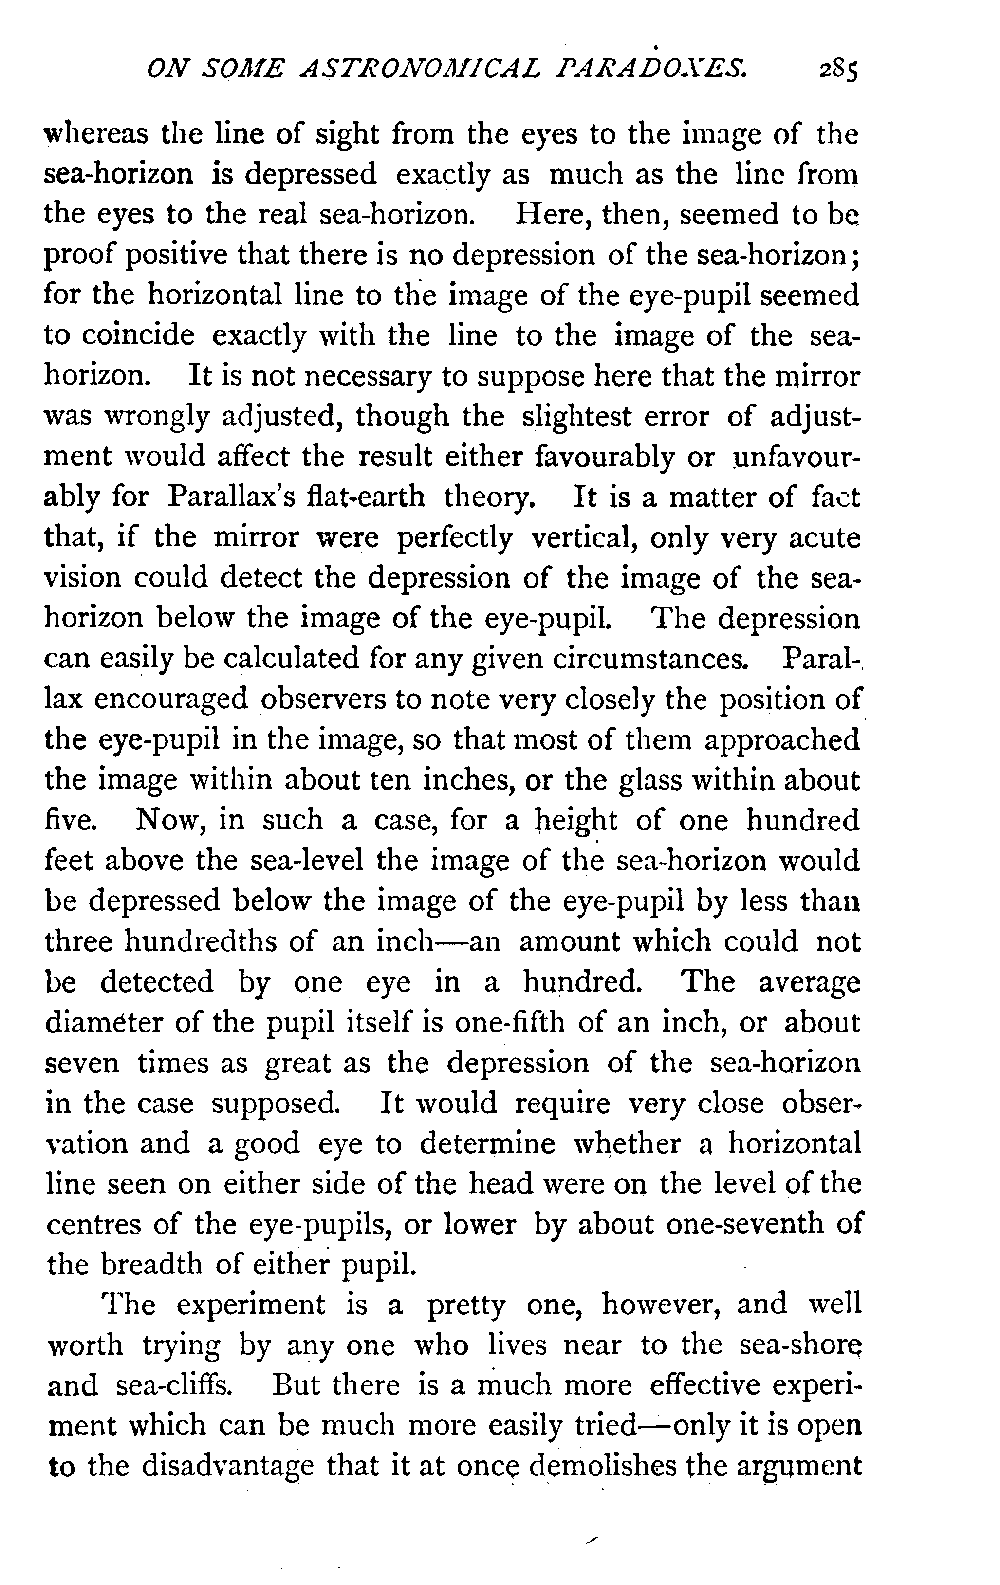 ON SOME ASTRONOMICAL PARADOXES. 285
whereas the line of sight from the eyes to the image of the
sea-horizon is depressed exactly as much as the line from
the eyes to the real sea-horizon. Here, then, seemed to be
proof positive that there is no depression of the sea-horizon;
for the horizontal line to the image of the eye-pupil seemed
to coincide exactly with the line to the image of the sea-
horizon. It is not necessary to suppose here that the mirror
was wrongly adjusted, though the slightest error of adjust-
ment would affect the result either favourably or unfavour-
ably for Parallax's flat-earth theory. It is a matter of fact
that, if the mirror were perfectly vertical, only very acute
vision could detect the depression of the image of the sea-
horizon below the image of the eye-pupil. The depression
can easily be calculated for any given circumstances. Paral-
lax encouraged observers to note very closely the position of
the eye-pupil in the image, so that most of them approached
the image within about ten inches, or the glass within about
five. Now, in such a case, for a height of one hundred
feet above the sea-level the image of the sea-horizon would
be depressed below the image of the eye-pupil by less than
three hundredths of an inch—an amount which could not
be detected by one eye in a hundred. The average
diameter of the pupil itself is one-fifth of an inch, or about
seven times as great as the depression of the sea-horizon
in the case supposed. It would require very close obser-
vation and a good eye to determine whether a horizontal
line seen on either side of the head were on the level of the
centres of the eye-pupils, or lower by about one-seventh of
the breadth of either pupil.
The experiment is a pretty one, however, and well
worth trying by any one who lives near to the sea-shore
and sea-cliffs. But there is a much more effective experi-
ment which can be much more easily tried—only it is open
to the disadvantage that it at once demolishes the argument